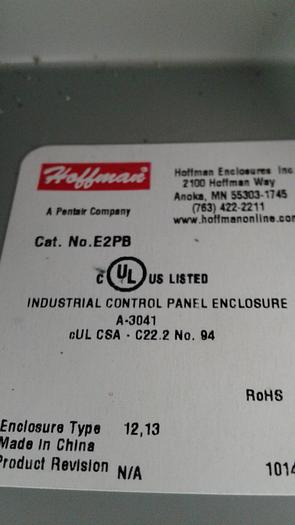 Hoffman
A Pentair Company
Hoffman Enclosures Inc
2100 Hoffman Way
Anoka, MN 55303-1745
(763) 422-2211
www.hoffmanonline.co
Cat. No.E2PB
C UL US LISTED
INDUSTRIAL CONTROL PANEL ENCLOSURE
A-3041
cUL CSA - C22.2 No. 94
RoHS
Enclosure Type 12,13
Made in China
Product Revision N/A
1014